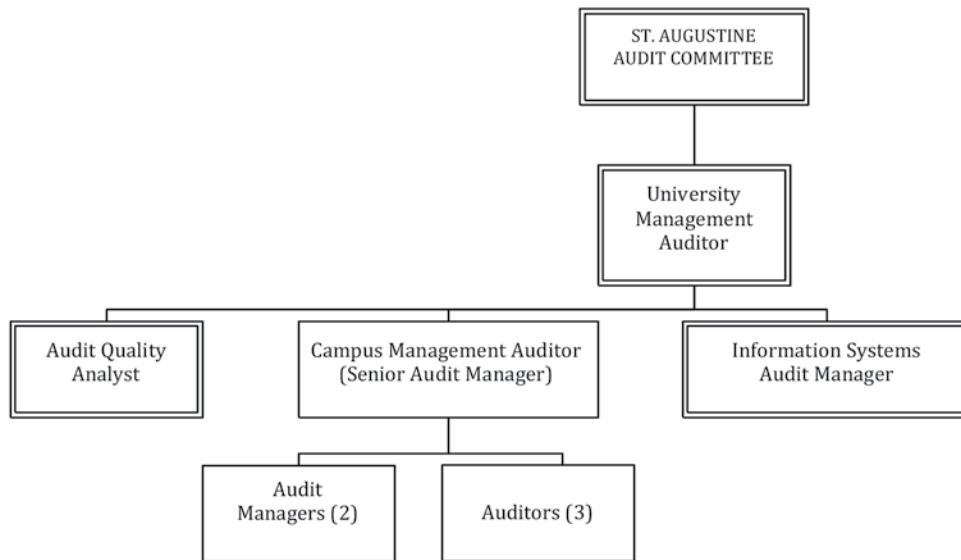 ST. AUGUSTINE
AUDIT COMMITTEE
University
Management
Auditor
Audit Quality
Analyst
Campus Management Auditor
(Senior Audit Manager)
Information Systems
Audit Manager
Audit
Managers (2)
Auditors (3)